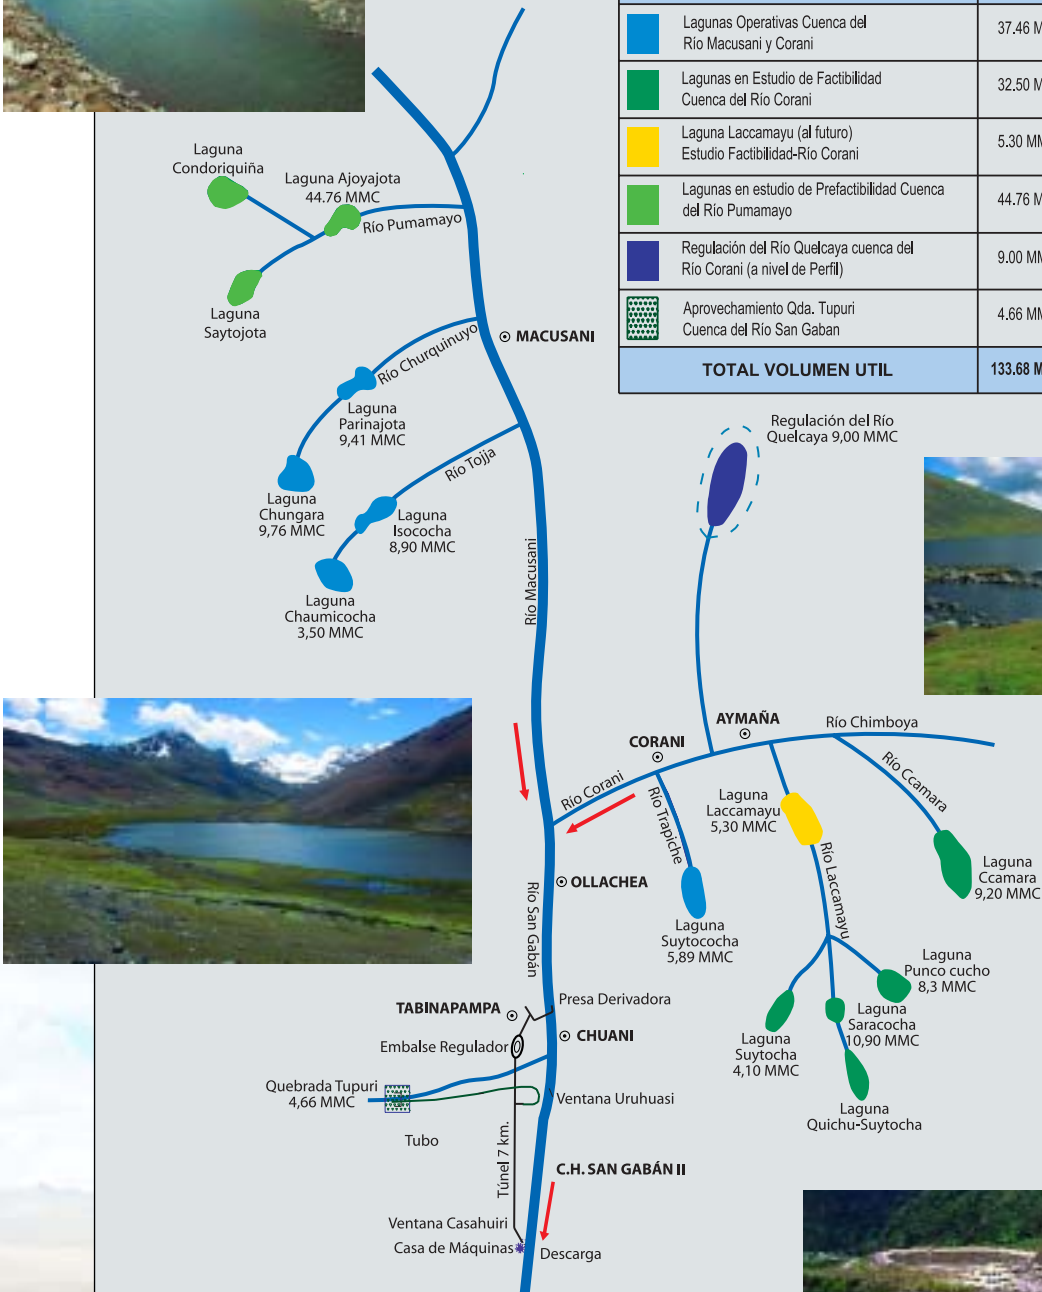 Lagunas Operativas Cuenca del
Río Macusani y Corani
37.46 M
Lagunas en Estudio de Factibilidad
Cuenca del Río Corani
32.50 M
Laguna Laccamayu (al futuro)
Estudio Factibilidad-Río Corani
5.30 MM
Lagunas en estudio de Prefactibilidad Cuenca
del Río Pumamayo
44.76 M
Regulación del Río Quelcaya cuenca del
Río Corani (a nivel de Perfil)
9.00 MM
Aprovechamiento Qda. Tupuri
Cuenca del Río San Gaban
4.66 MM
TOTAL VOLUMEN UTIL
133.68 M
Laguna
Condoriquiña
Laguna Ajoyajota
44.76 MMC
Río Pumamayo
Laguna
Saytojota
MACUSANI
Río Churquinuyo
Laguna
Parinajota
9,41 MMC
Río Tojja
Laguna
Chungara
9,76 MMC
Laguna
Isococha
8,90 MMC
Laguna
Chaumicocha
3,50 MMC
Río Macusani
Regulación del Río
Quelcaya 9,00 MMC
AYMAÑA
Río Chimboya
CORANI
Río Corani
Río Trapiche
Río Ccamara
Laguna
Laccamayu
5,30 MMC
Río Laccamayu
Laguna
Ccamara
9,20 MMC
OLLACHEA
Río San Gabán
Laguna
Suytococha
5,89 MMC
Laguna
Punco cucho
8,3 MMC
Laguna
Saracocha
10,90 MMC
Laguna
Suytocha
4,10 MMC
Laguna
Quichu-Suytocha
TABINAPAMPA
Presa Derivadora
CHUANI
Embalse Regulador
Quebrada Tupuri
4,66 MMC
Ventana Uruhuasi
Tubo
Túnel 7 km.
C.H. SAN GABÁN II
Ventana Casahuiri
Casa de Máquinas
Descarga